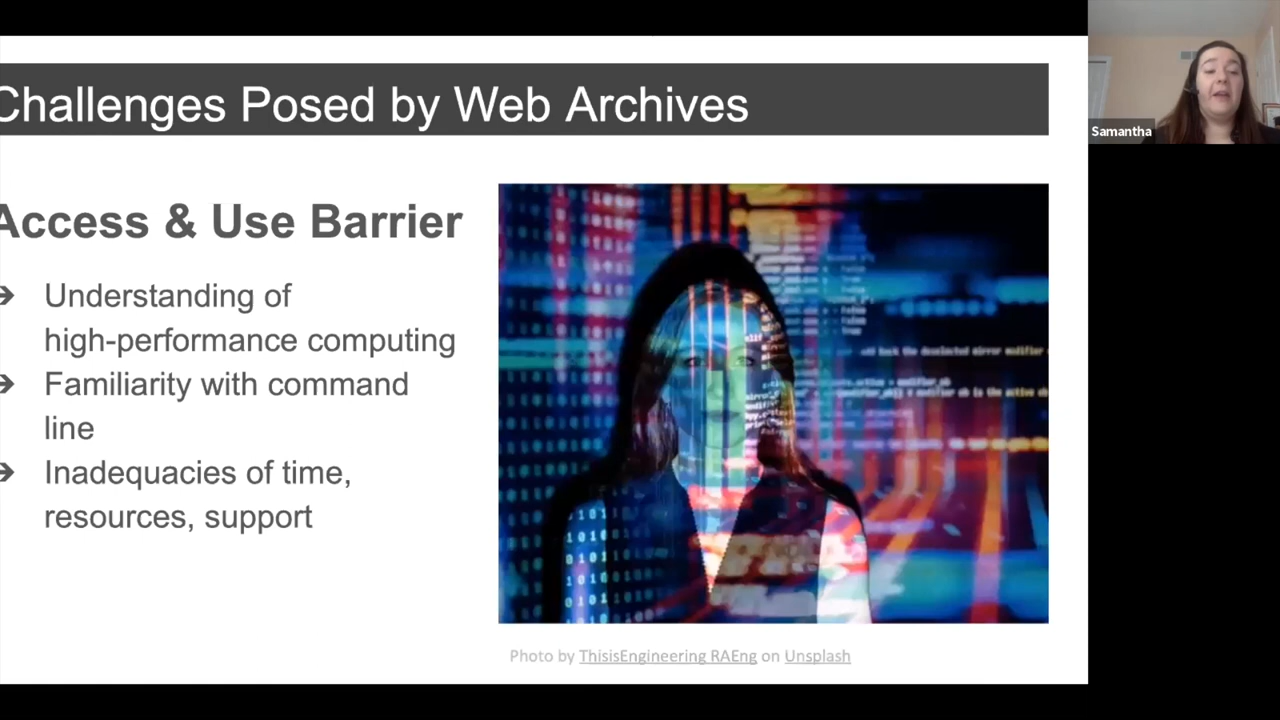 Challenges Posed by Web Archives
Samantha
Access & Use Barrier
➔ Understanding of
high-performance computing
➔ Familiarity with command
line
➔ Inadequacies of time,
resources, support
Photo by ThisisEngineering RAEng on Unsplash